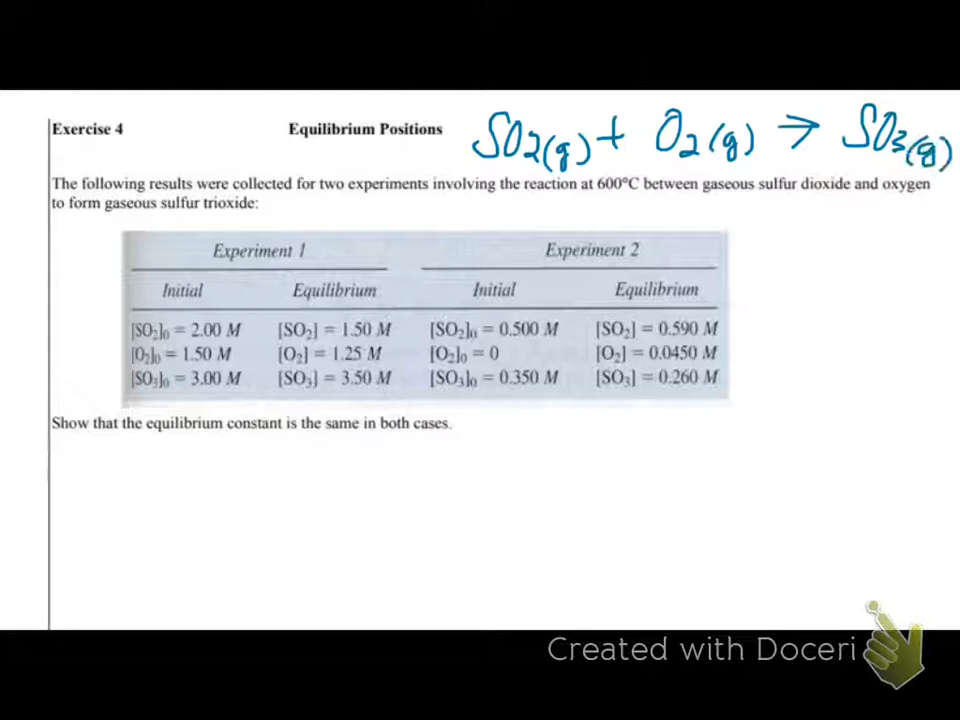 Exercise 4 Equilibrium Positions SO2(g) + O2(g) → SO3(g)
The following results were collected for two experiments involving the reaction at 600°C between gaseous sulfur dioxide and oxygen
to form gaseous sulfur trioxide:
Experiment 1 Experiment 2
Initial Equilibrium Initial Equilibrium
[SO₂]₀ = 2.00 M [SO₂] = 1.50 M [SO₂]₀ = 0.500 M [SO₂] = 0.590 M
[O₂]₀ = 1.50 M [O₂] = 1.25 M [O₂]₀ = 0 [O₂] = 0.0450 M
[SO₃]₀ = 3.00 M [SO₃] = 3.50 M [SO₃]₀ = 0.350 M [SO₃] = 0.260 M
Show that the equilibrium constant is the same in both cases.
Created with Doceri